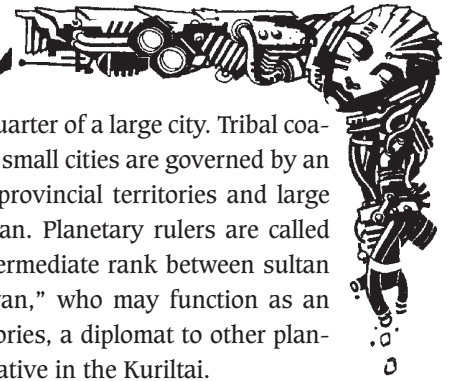 uarter of a large city. Tribal coa-
small cities are governed by an
provincial territories and large
an. Planetary rulers are called
ermediate rank between sultan
van,” who may function as an
ories, a diplomat to other plan-
ative in the Kuriltai.